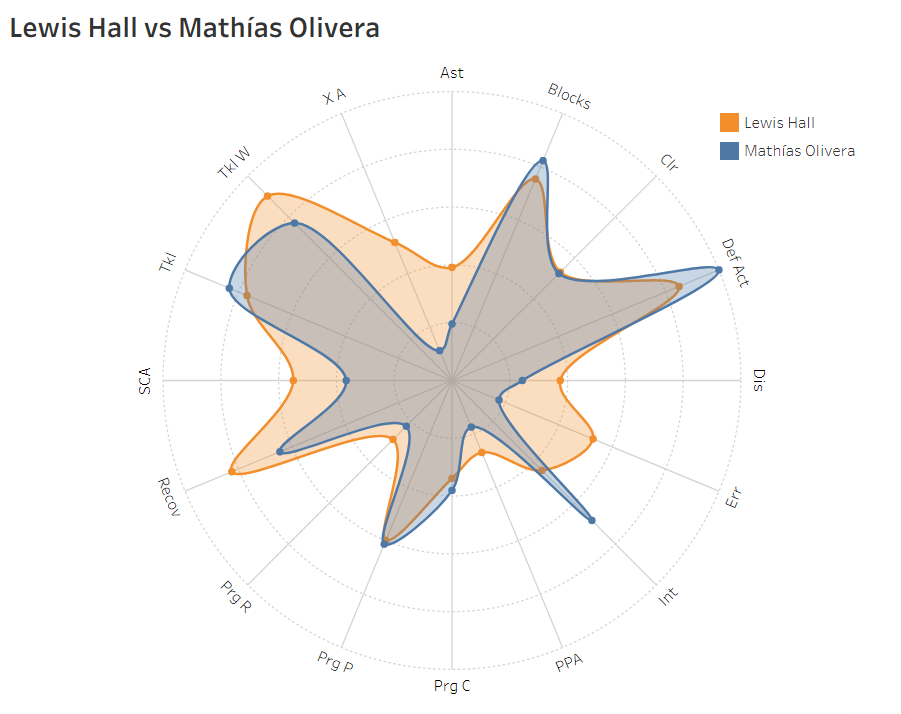 Lewis Hall vs Mathías Olivera
Ast
Blocks
Clr
Def Act
Dis
Err
Int
PPA
Prg C
Prg P
Prg R
Recov
SCA
Tkl
Tkl W
X A
Lewis Hall
Mathías Olivera